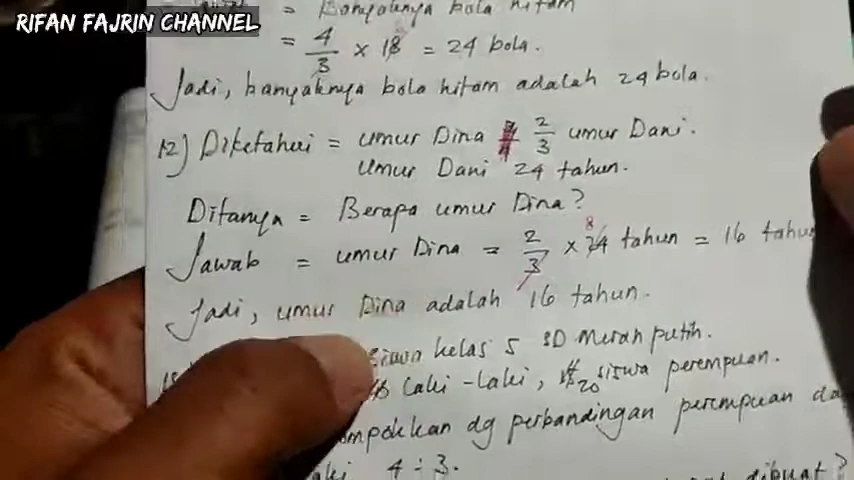 RIFAN FAJRIN CHANNEL
= Banyaknya bola hitam
= 4/3 × 18 = 24 bola.
Jadi, banyaknya bola hitam adalah 24 bola.
12) Diketahui = umur Dina 2/3 umur Dani.
Umur Dani 24 tahun.
Ditanya = Berapa umur Dina?
Jawab = umur Dina = 2/3 × 24 8 tahun = 16 tahun
Jadi, umur Dina adalah 16 tahun.
siswa kelas 5 SD Merah putih.
laki-laki, 20 siswa perempuan.
dg perbandingan perempuan
4 : 3.
dibuat?